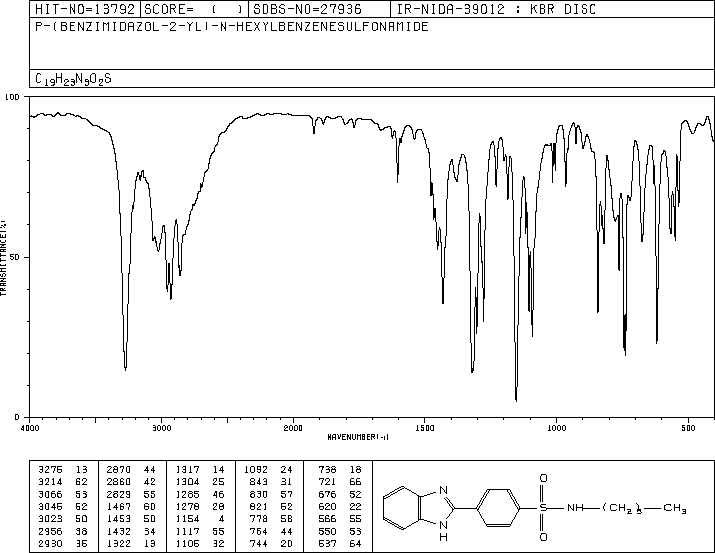 HIT-NO=13792 SCORE= ( ) SDBS-NO=27936 IR-NIDA-39012 : KBR DISC
P-(BENZIMIDAZOL-2-YL)-N-HEXYLBENZENESULFONAMIDE
C19H23N3O2S
100
50
0
TRANSMITTANCE(%)
4000 3000 2000 1500 1000 500
WAVENUMBER(-1)
3275 13 2870 44 1317 14 1092 24 738 18
3214 62 2860 42 1304 25 843 31 721 66
3066 53 2829 55 1285 46 830 57 676 52
3045 52 1467 60 1278 28 821 52 620 22
3023 50 1453 50 1154 4 778 58 566 55
2956 38 1432 34 1117 55 764 44 550 53
2930 35 1322 13 1105 32 744 20 537 64
N
N
H
O
S
O
NH
(CH2)5
CH3